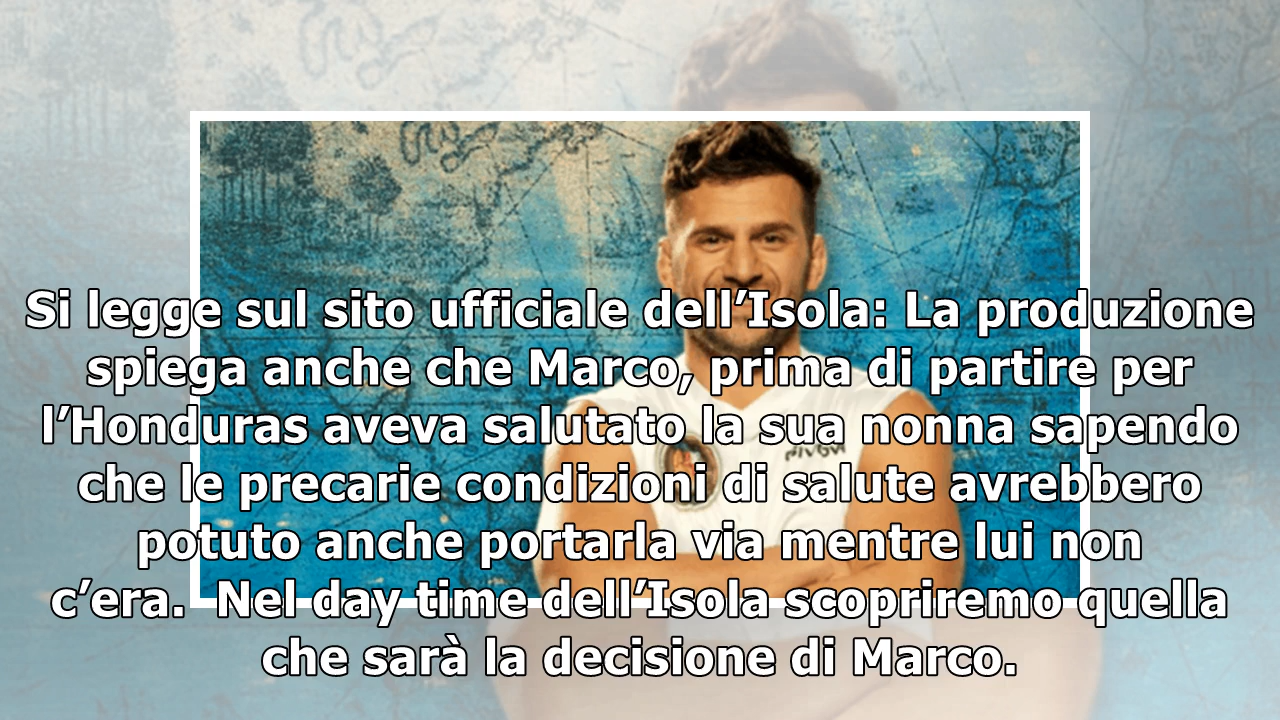 Si legge sul sito ufficiale dell’Isola: La produzione
spiega anche che Marco, prima di partire per
l’Honduras aveva salutato la sua nonna sapendo
che le precarie condizioni di salute avrebbero
potuto anche portarla via mentre lui non
c’era.  Nel day time dell’Isola scopriremo quella
che sarà la decisione di Marco.